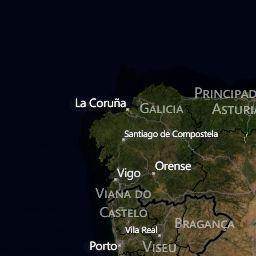 PRINCIPAD
La Coruña
GALICIA
ASTURI
Santiago de Compostela
Orense
Vigo
VIANA DO
CASTELO
BRAGANÇA
Vila Real
Porto
VISEU